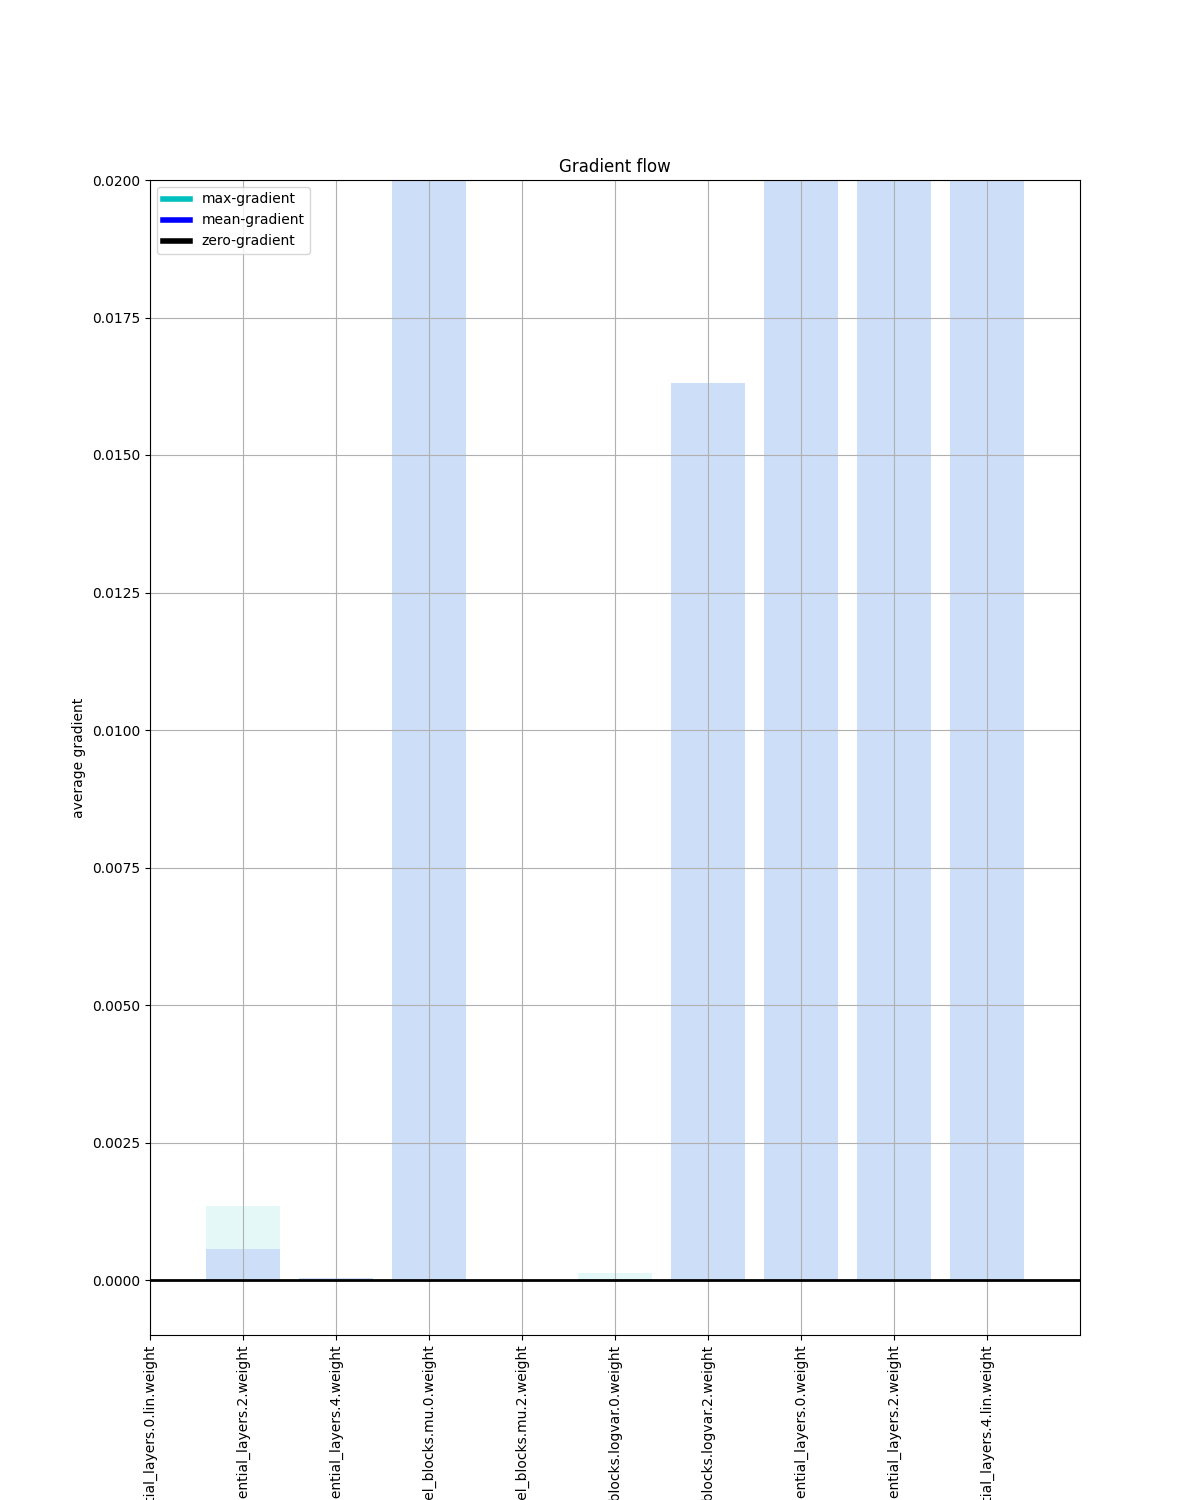 Gradient flow
max-gradient
mean-gradient
zero-gradient
0.0200
0.0175
0.0150
0.0125
0.0100
0.0075
0.0050
0.0025
0.0000
average gradient
tial_layers.0.lin.weight
ential_layers.2.weight
ential_layers.4.weight
el_blocks.mu.0.weight
el_blocks.mu.2.weight
blocks.logvar.0.weight
blocks.logvar.2.weight
ential_layers.0.weight
ential_layers.2.weight
tial_layers.4.lin.weight